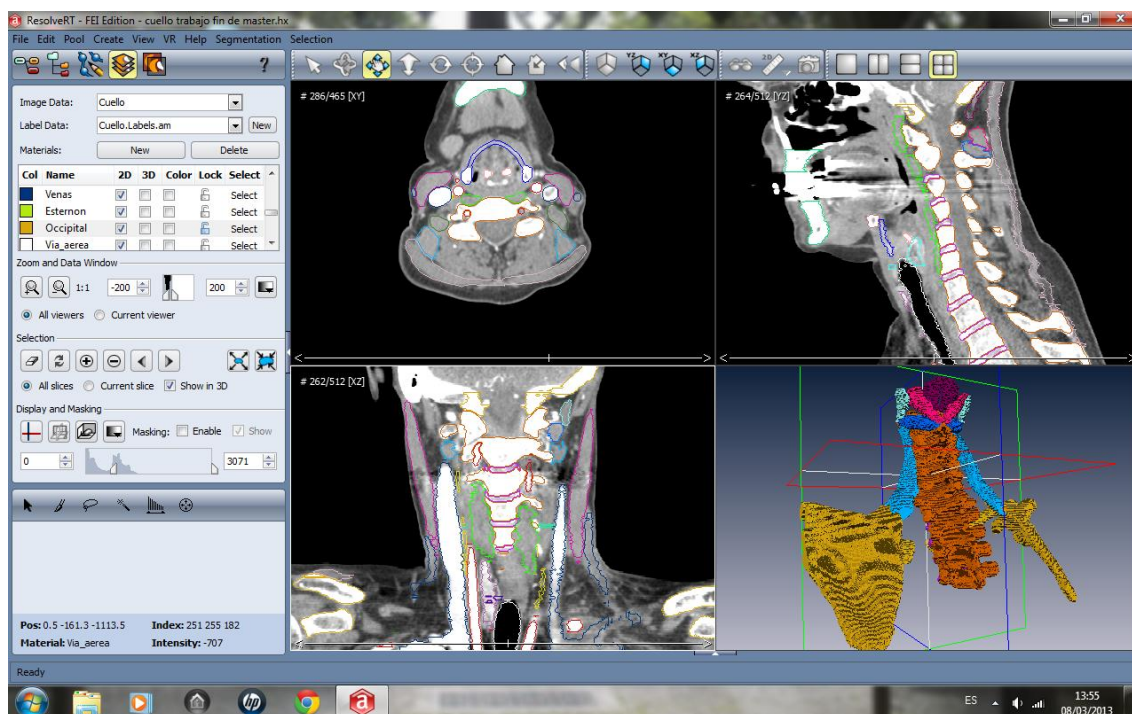 ResolveRT - FEI Edition - cuello trabajo fin de master.hx
File Edit Pool Create View VR Help Segmentation Selection
?
YZ XY XZ 2D
Image Data: Cuello
Label Data: Cuello.Labels.am New
Materials: New Delete
Col Name 2D 3D Color Lock Select
Venas Select
Esternon Select
Occipital Select
Via_aerea Select
Zoom and Data Window
1:1 -200 200
All viewers Current viewer
Selection
All slices Current slice Show in 3D
Display and Masking
Masking: Enable Show
0 3071
Pos: 0.5 -161.3 -1113.5 Index: 251 255 182
Material: Via_aerea Intensity: -707
# 286/465 [XY]
# 264/512 [YZ]
# 262/512 [XZ]
Ready
hp
a
ES 13:55
08/03/2013